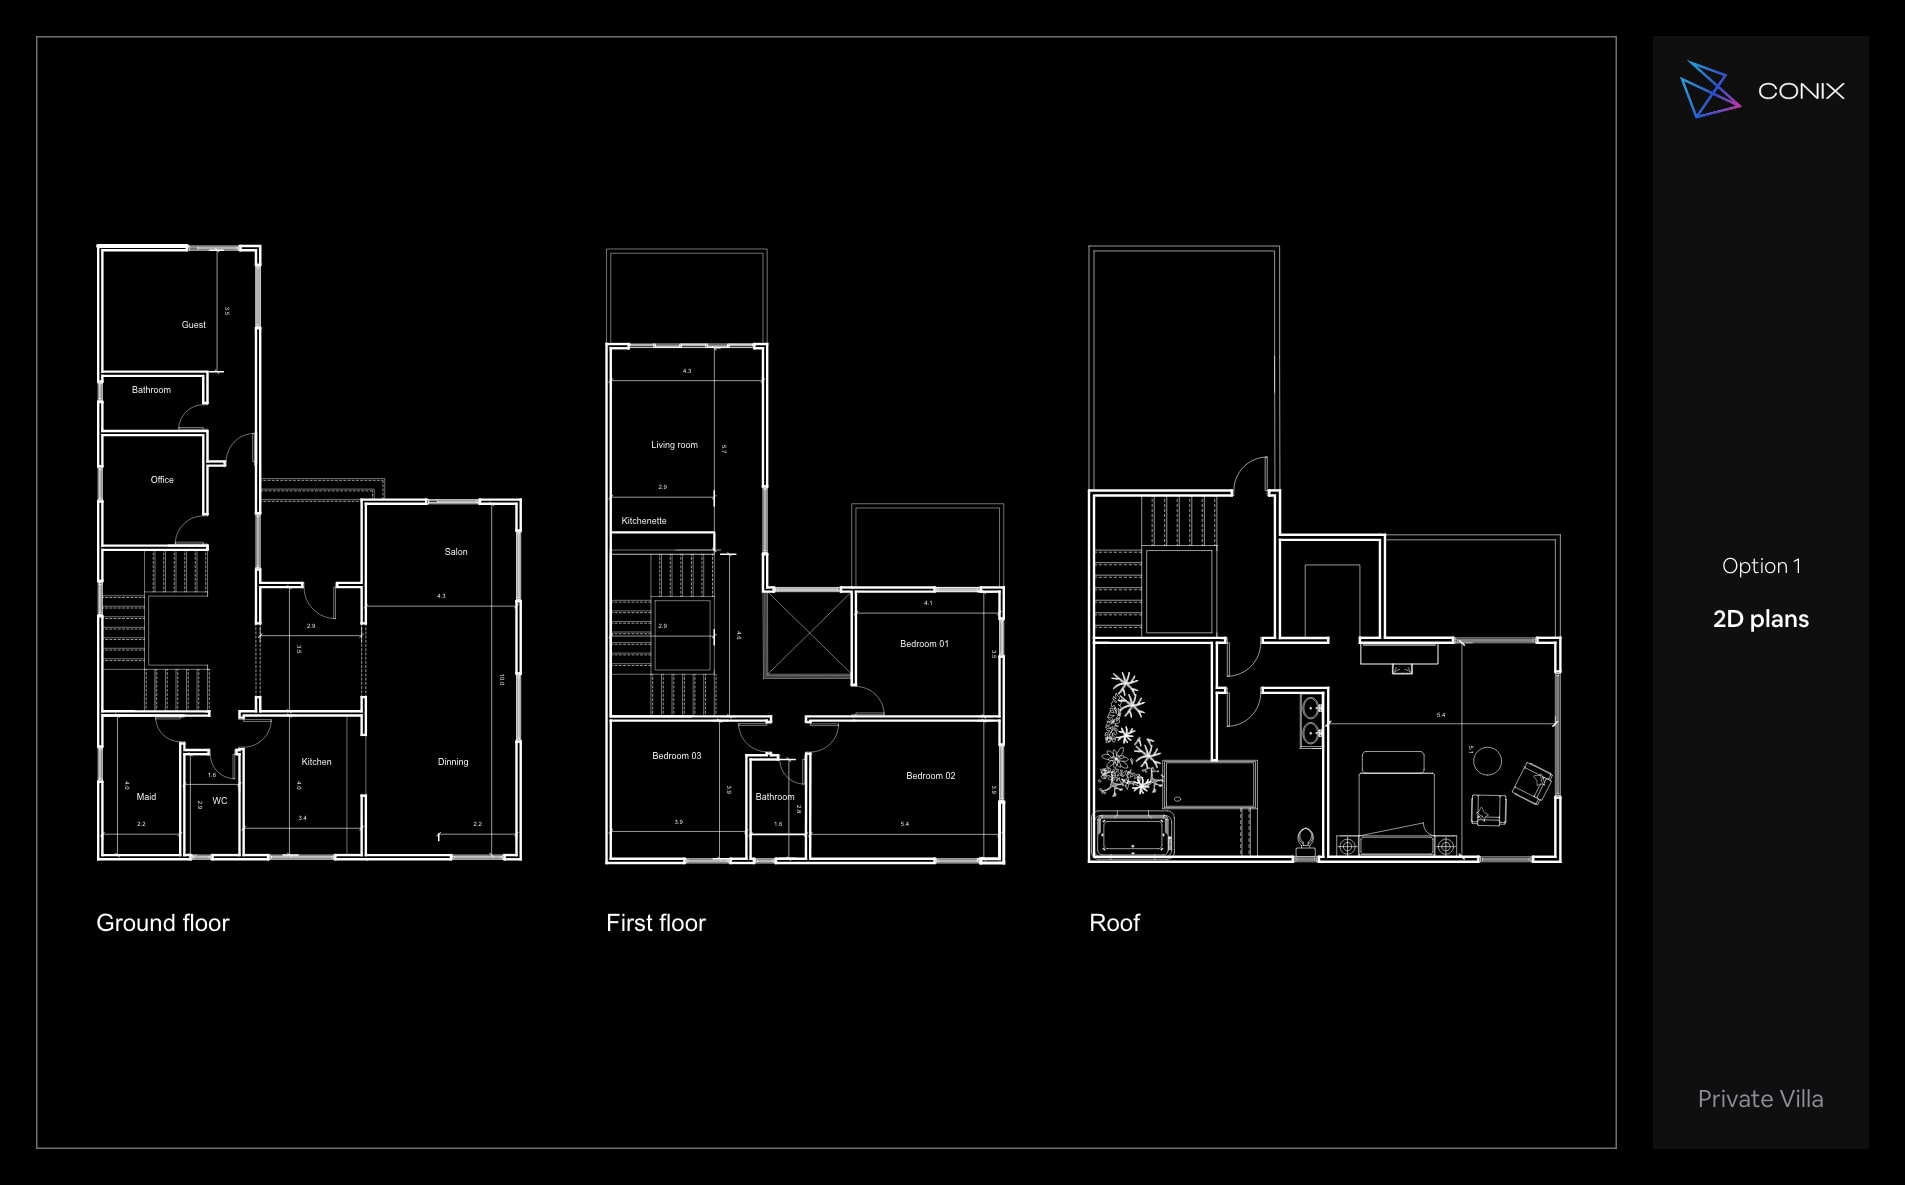 CONIX
Option 1
2D plans
Private Villa
Guest
3.5
Bathroom
Office
Salon
4.3
2.9
3.5
10.0
Kitchen
Dinning
Maid
4.0
2.2
1.6
WC
2.9
4.0
3.4
2.2
Ground floor
4.3
Living room
5.7
2.9
Kitchenette
2.9
4.6
4.1
Bedroom 01
3.5
Bedroom 03
3.9
3.9
Bathroom
2.8
1.6
Bedroom 02
3.9
5.4
First floor
5.4
5.1
Roof